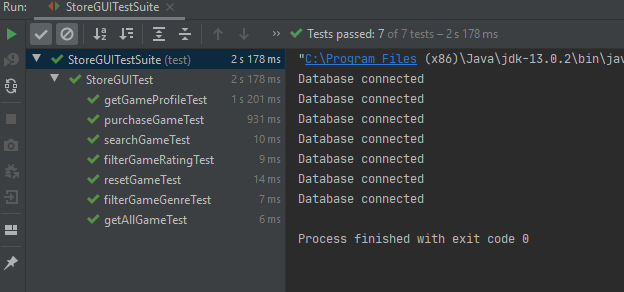 Run: StoreGUITestSuite ×
Tests passed: 7 of 7 tests – 2 s 178 ms
StoreGUITestSuite (test) 2 s 178 ms
StoreGUITest 2 s 178 ms
getGameProfileTest 1 s 201 ms
purchaseGameTest 931 ms
searchGameTest 10 ms
filterGameRatingTest 9 ms
resetGameTest 14 ms
filterGameGenreTest 7 ms
getAllGameTest 6 ms
"C:\Program Files (x86)\Java\jdk-13.0.2\bin\jav
Database connected
Database connected
Database connected
Database connected
Database connected
Database connected
Database connected
Process finished with exit code 0